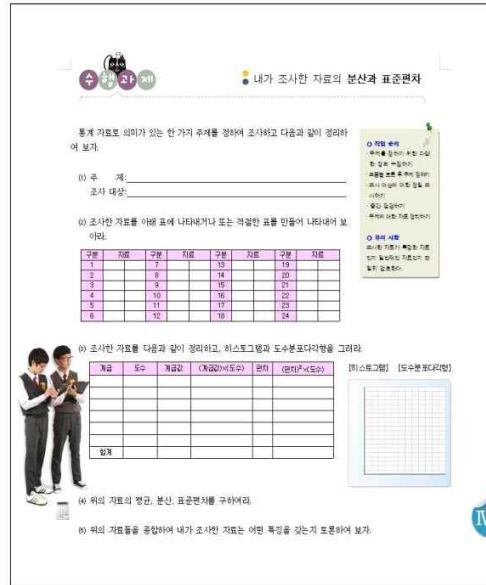 수행과제
내가 조사한 자료의 분산과 표준편차
통계 자료로 의미가 있는 한 가지 주제를 정하여 조사하고 다음과 같이 정리하
여 보자.
(1) 주 제:
조사 대상:
(2) 조사한 자료를 아래 표에 나타내거나 또는 적절한 표를 만들어 나타내어 보
아라.
구분 자료 구분 자료 구분 자료 구분 자료
1 7 13 19
2 8 14 20
3 9 15 21
4 10 16 22
5 11 17 23
6 12 18 24
(3) 조사한 자료를 다음과 같이 정리하고, 히스토그램과 도수분포다각형을 그려라.
계급 도수 계급값 (계급값)×(도수) 편차 (편차)²×(도수)
합계
[히스토그램] [도수분포다각형]
(4) 위의 자료의 평균, 분산, 표준편차를 구하여라.
(5) 위의 자료들을 종합하여 내가 조사한 자료는 어떤 특징을 갖는지 토론하여 보자.
IV